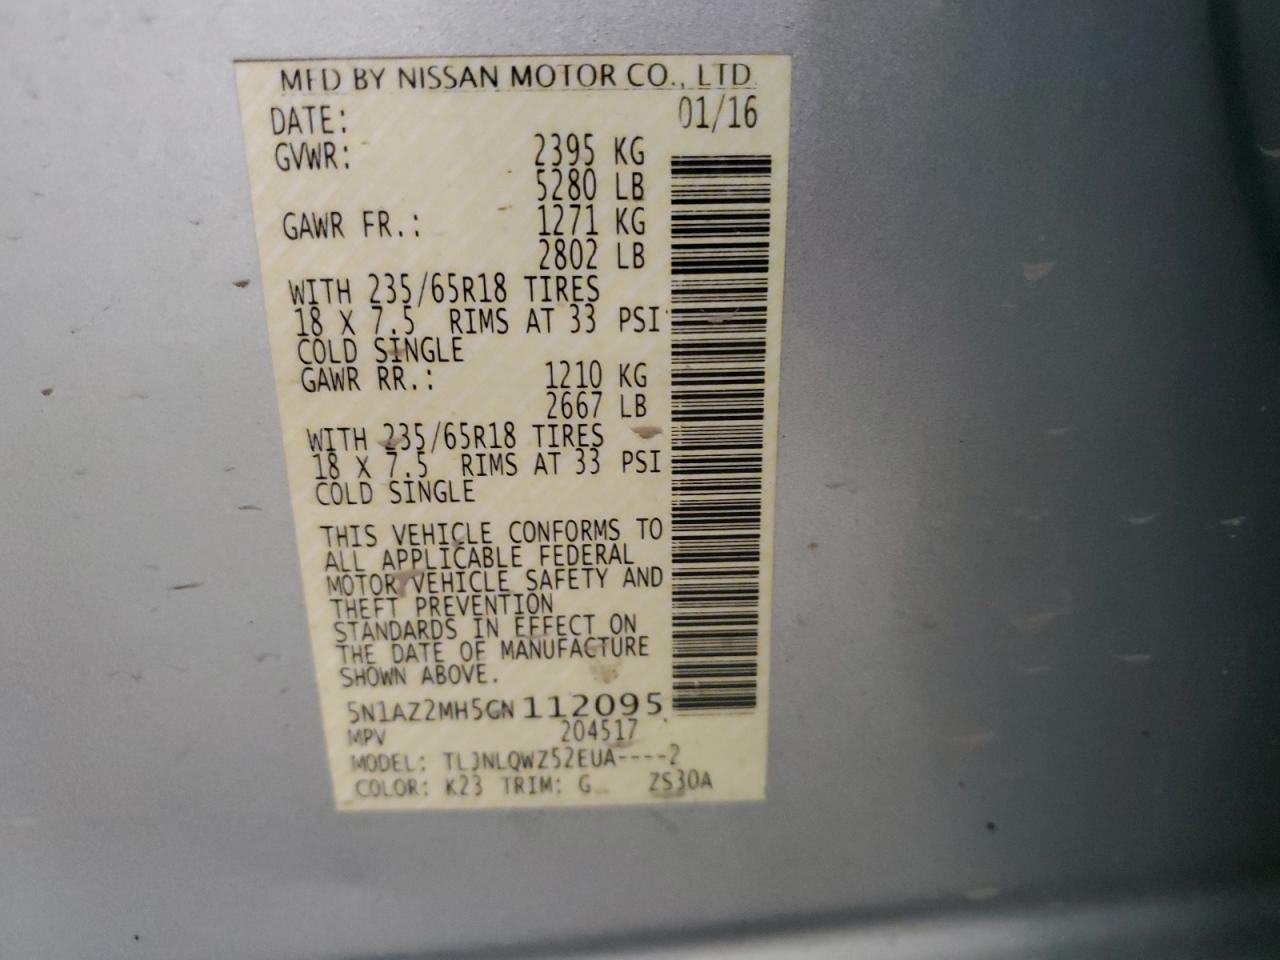 MFD BY NISSAN MOTOR CO., LTD.
DATE: 01/16
GVWR: 2395 KG
5280 LB
GAWR FR.: 1271 KG
2802 LB
WITH 235/65R18 TIRES
18 X 7.5 RIMS AT 33 PSI
COLD SINGLE
GAWR RR.: 1210 KG
2667 LB
WITH 235/65R18 TIRES
18 X 7.5 RIMS AT 33 PSI
COLD SINGLE
THIS VEHICLE CONFORMS TO
ALL APPLICABLE FEDERAL
MOTOR VEHICLE SAFETY AND
THEFT PREVENTION
STANDARDS IN EFFECT ON
THE DATE OF MANUFACTURE
SHOWN ABOVE.
5N1AZ2MH5GN112095
MPV 204517
MODEL: TLJNLQWZ52EUA----2
COLOR: K23 TRIM: G ZS30A